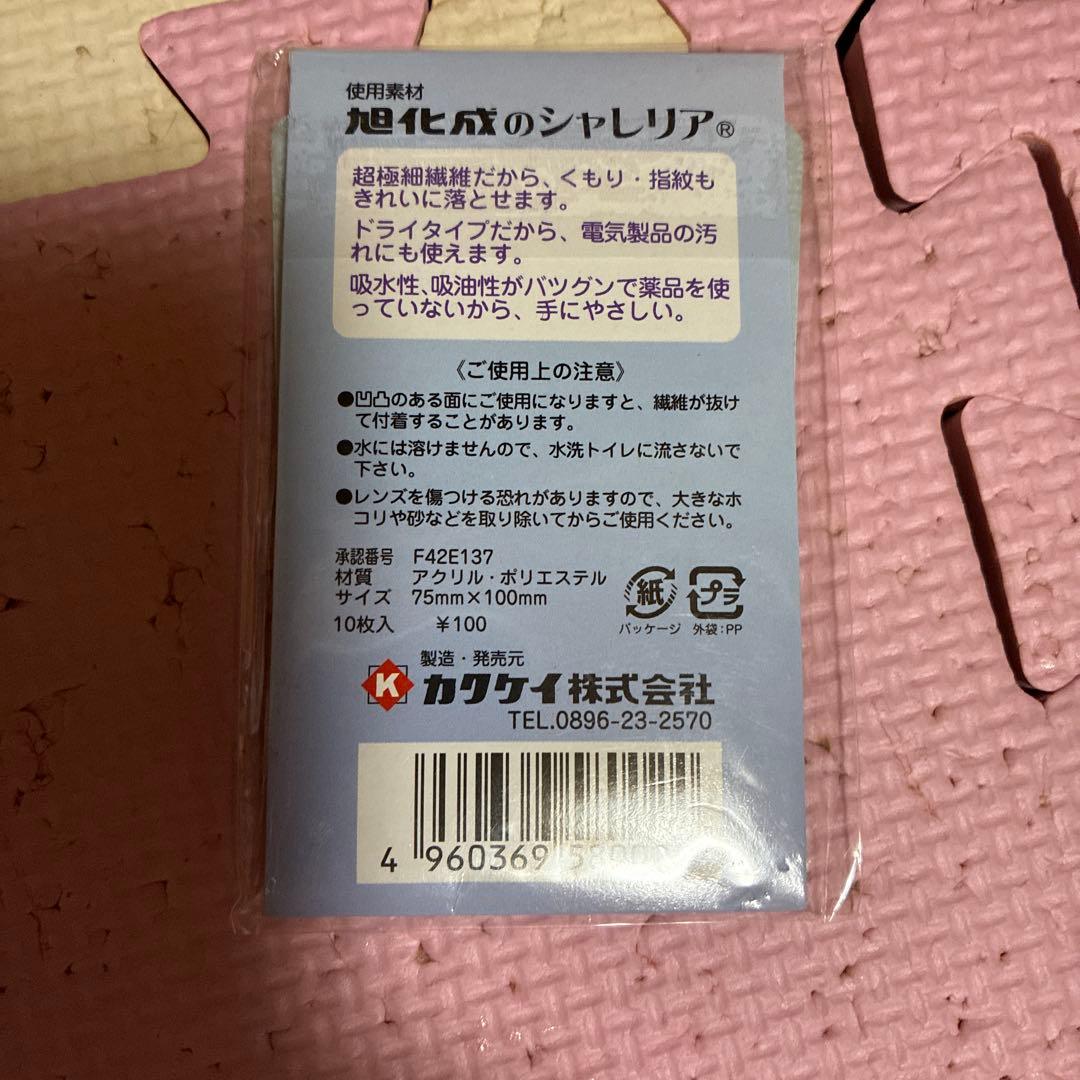 使用素材
旭化成のシャレリア®
超極細繊維だから、くもり・指紋も
きれいに落とせます。
ドライタイプだから、電気製品の汚
れにも使えます。
吸水性、吸油性がバツグンで薬品を使
っていないから、手にやさしい。
《ご使用上の注意》
●凹凸のある面にご使用になりますと、繊維が抜け
て付着することがあります。
●水には溶けませんので、水洗トイレに流さないで
下さい。
●レンズを傷つける恐れがありますので、大きなホ
コリや砂などを取り除いてからご使用ください。
承認番号 F42E137
材質 アクリル・ポリエステル
サイズ 75mm×100mm
10枚入 ¥100
紙 プラ
パッケージ 外袋:PP
製造・発売元
K カクケイ株式会社
TEL.0896-23-2570
4 960369